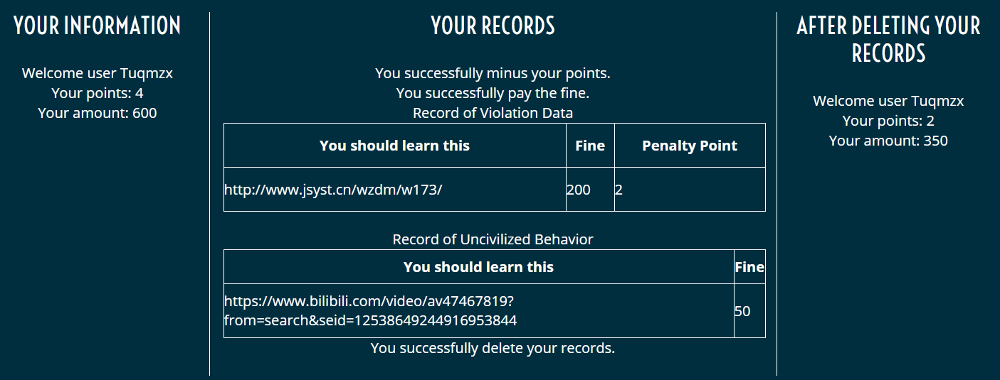 YOUR INFORMATION
Welcome user Tuqmzx
Your points: 4
Your amount: 600
YOUR RECORDS
You successfully minus your points.
You successfully pay the fine.
Record of Violation Data
You should learn this Fine Penalty Point
http://www.jsyst.cn/wzdm/w173/ 200 2
Record of Uncivilized Behavior
You should learn this Fine
https://www.bilibili.com/video/av47467819?
from=search&seid=12538649244916953844 50
You successfully delete your records.
AFTER DELETING YOUR
RECORDS
Welcome user Tuqmzx
Your points: 2
Your amount: 350